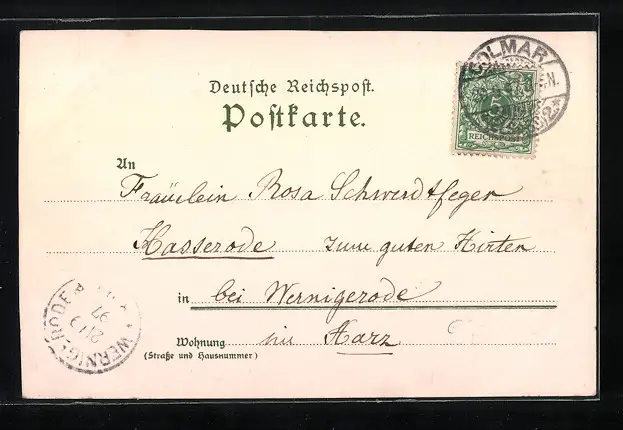 COLMAR
5
REICHSPOST
Deutsche Reichspost.
Postkarte.
An
Fräulein Rosa Schwerdtfeger
Hasserode zum guten Hirten
in bei Wernigerode
Wohnung im Harz
(Straße und Hausnummer)
WERNIGERODE